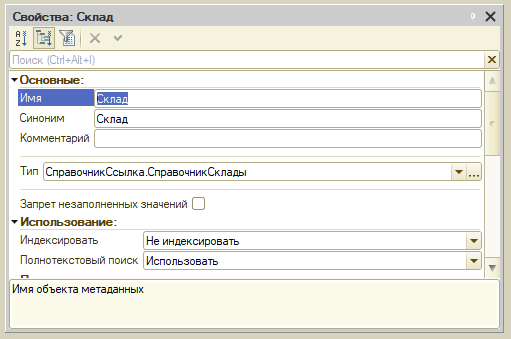 Свойства: Склад
Поиск (Ctrl+Alt+I)
Основные:
Имя Склад
Синоним Склад
Комментарий
Тип СправочникСсылка.СправочникСклады ...
Запрет незаполненных значений
Использование:
Индексировать Не индексировать
Полнотекстовый поиск Использовать
Имя объекта метаданных